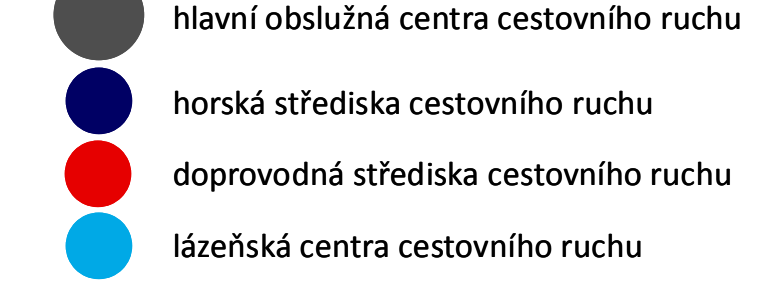 hlavní obslužná centra cestovního ruchu
horská střediska cestovního ruchu
doprovodná střediska cestovního ruchu
lázeňská centra cestovního ruchu